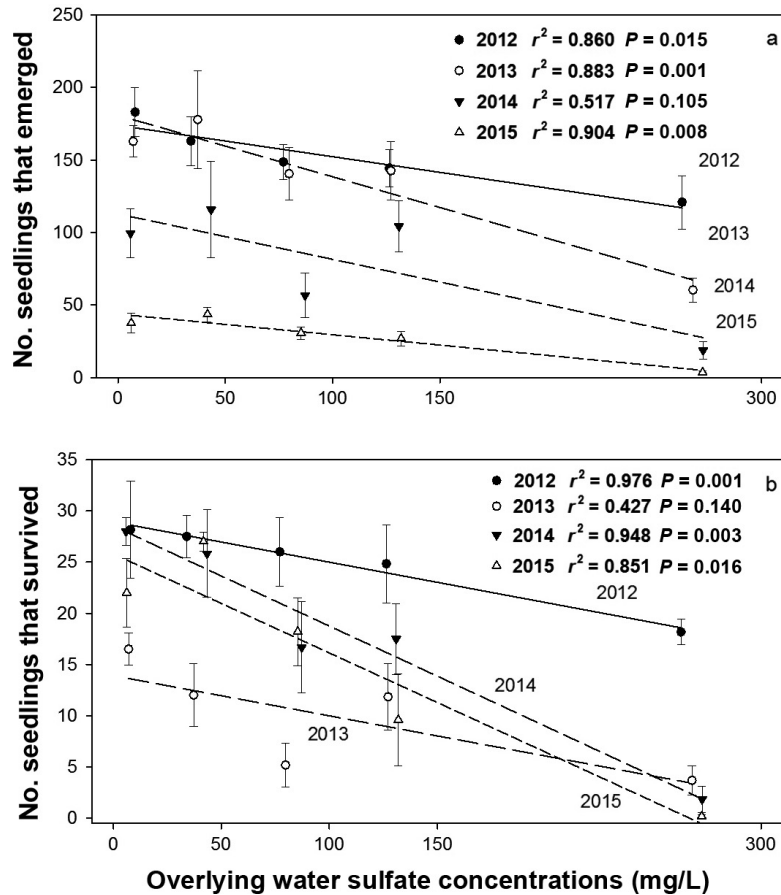 a
● 2012 r² = 0.860 P = 0.015
○ 2013 r² = 0.883 P = 0.001
▼ 2014 r² = 0.517 P = 0.105
△ 2015 r² = 0.904 P = 0.008
No. seedlings that emerged
250
200
150
100
50
0
2012
2013
2014
2015
0 50 100 150 300
b
● 2012 r² = 0.976 P = 0.001
○ 2013 r² = 0.427 P = 0.140
▼ 2014 r² = 0.948 P = 0.003
△ 2015 r² = 0.851 P = 0.016
No. seedlings that survived
35
30
25
20
15
10
5
0
2012
2014
2013
2015
0 50 100 150 300
Overlying water sulfate concentrations (mg/L)